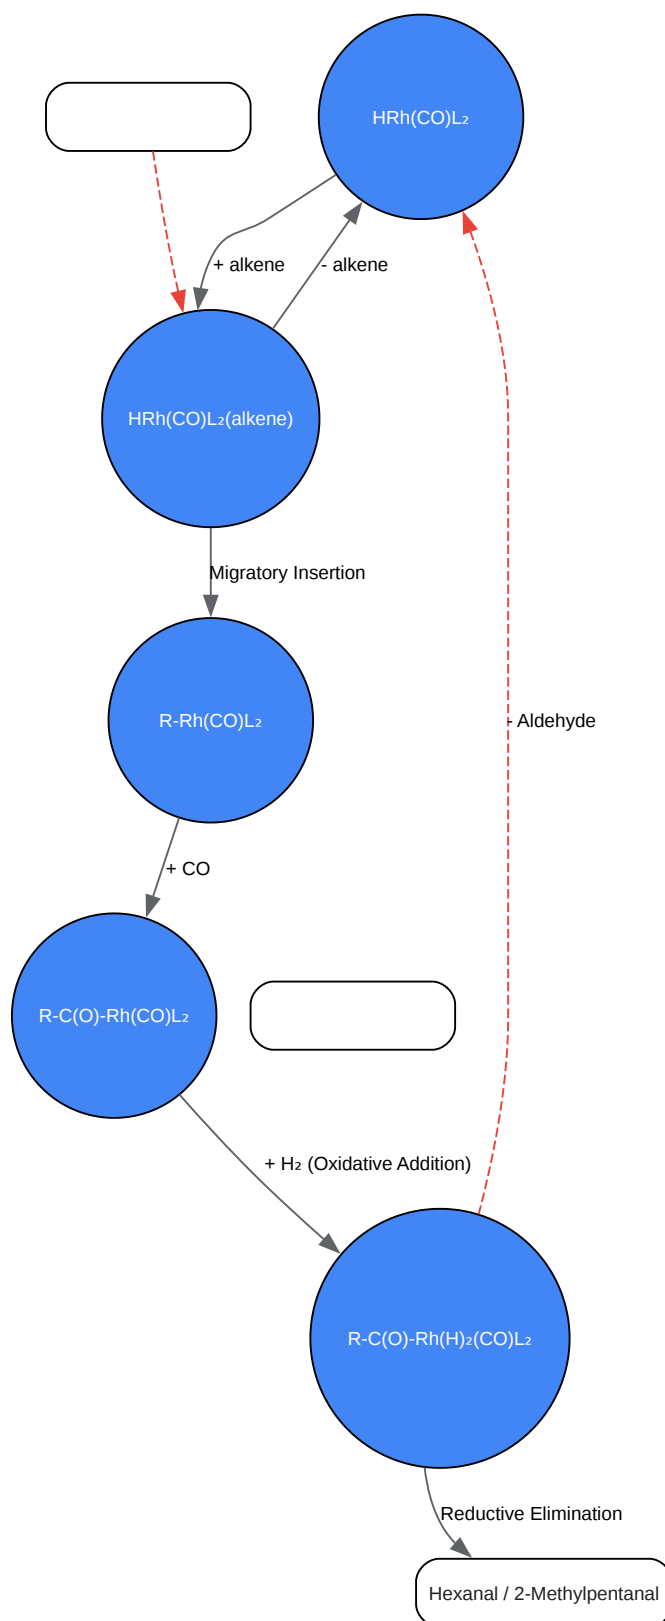 HRh(CO)L₂
+ alkene
- alkene
HRh(CO)L₂(alkene)
Migratory Insertion
R-Rh(CO)L₂
- Aldehyde
+ CO
R-C(O)-Rh(CO)L₂
+ H₂ (Oxidative Addition)
R-C(O)-Rh(H)₂(CO)L₂
Reductive Elimination
Hexanal / 2-Methylpentanal